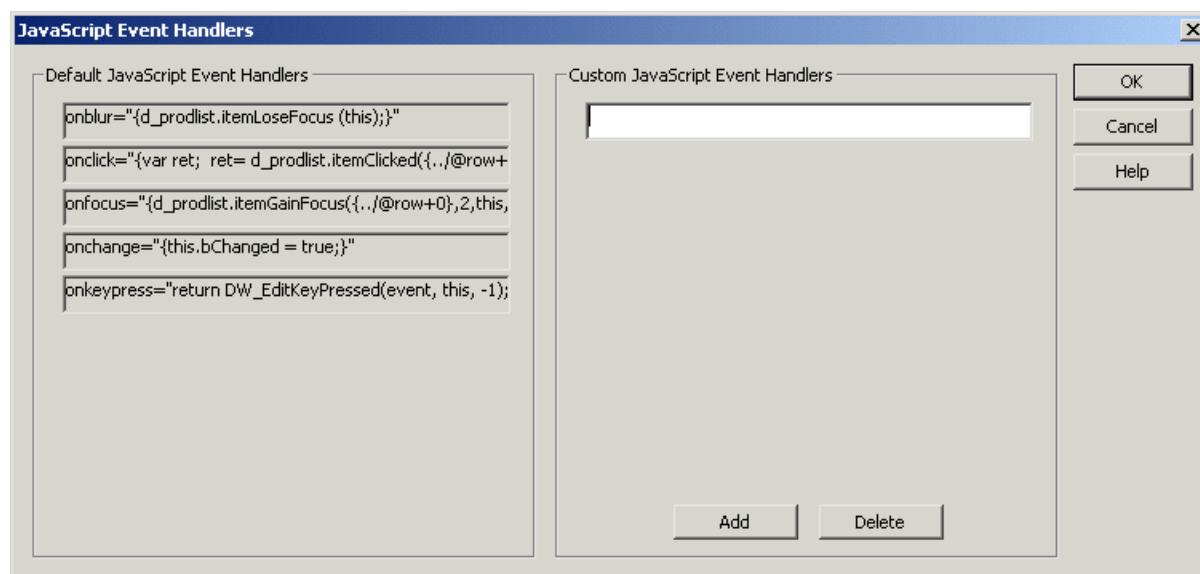 JavaScript Event Handlers
Default JavaScript Event Handlers
onblur="{d_prodlist.itemLoseFocus (this);}"
onclick="{var ret;  ret= d_prodlist.itemClicked({../@row+
onfocus="{d_prodlist.itemGainFocus({../@row+0},2,this,
onchange="{this.bChanged = true;}"
onkeypress="return DW_EditKeyPressed(event, this, -1);
Custom JavaScript Event Handlers
Add
Delete
OK
Cancel
Help